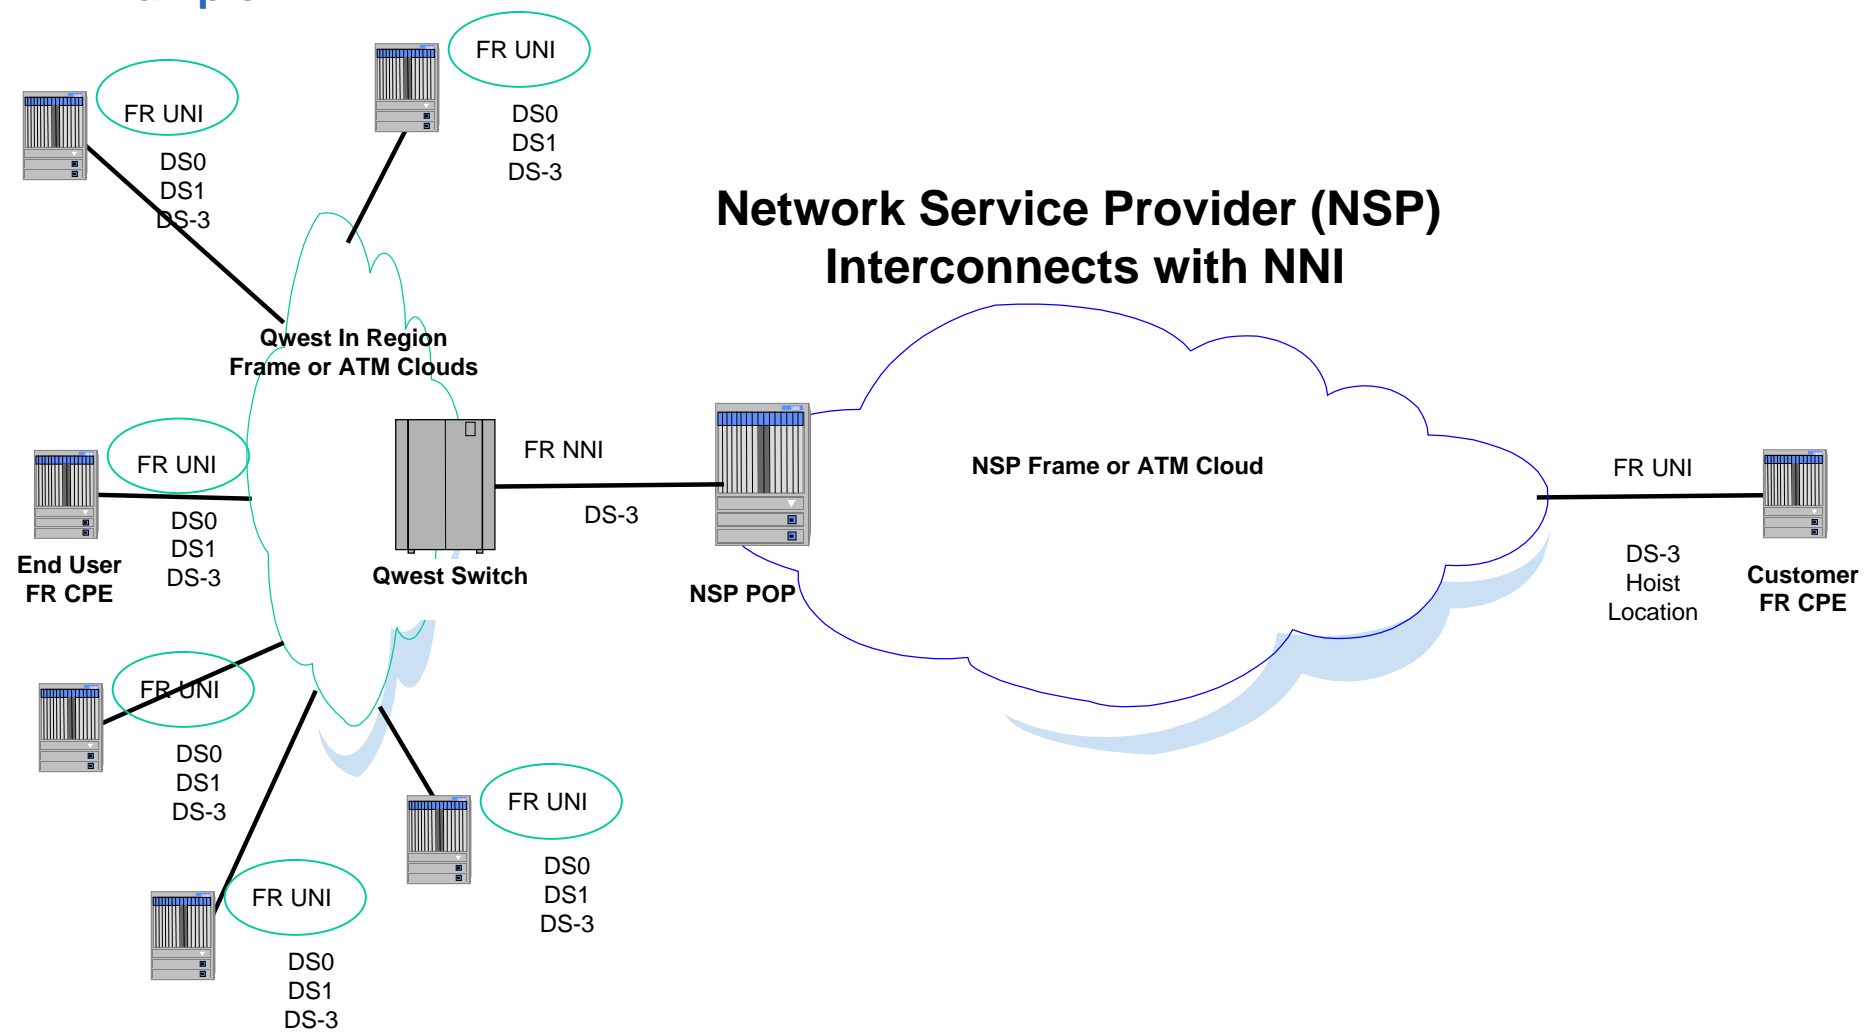 FR UNI
DS0
DS1
DS-3
FR UNI
DS0
DS1
DS-3
Network Service Provider (NSP)
Interconnects with NNI
Qwest In Region
Frame or ATM Clouds
FR UNI
DS0
DS1
DS-3
End User
FR CPE
Qwest Switch
FR NNI
DS-3
NSP POP
NSP Frame or ATM Cloud
FR UNI
DS-3
Hoist
Location
Customer
FR CPE
FR UNI
DS0
DS1
DS-3
FR UNI
DS0
DS1
DS-3
FR UNI
DS0
DS1
DS-3